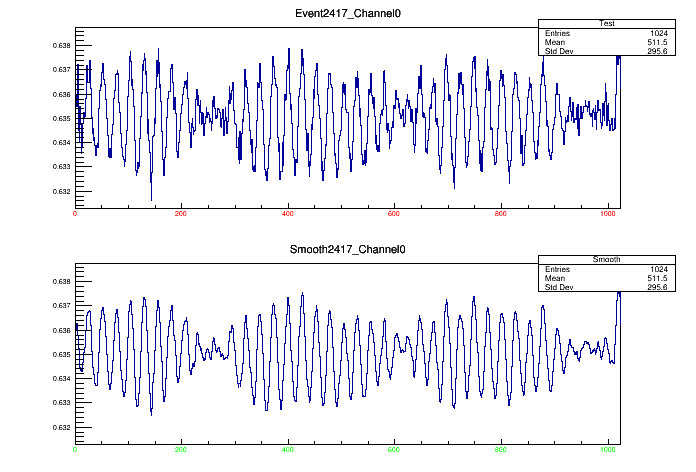 Event2417_Channel0
Test
Entries 1024
Mean 511.5
Std Dev 295.6
0.638
0.637
0.636
0.635
0.634
0.633
0.632
0 200 400 600 800 1000
Smooth2417_Channel0
Smooth
Entries 1024
Mean 511.5
Std Dev 295.6
0.638
0.637
0.636
0.635
0.634
0.633
0.632
0 200 400 600 800 1000